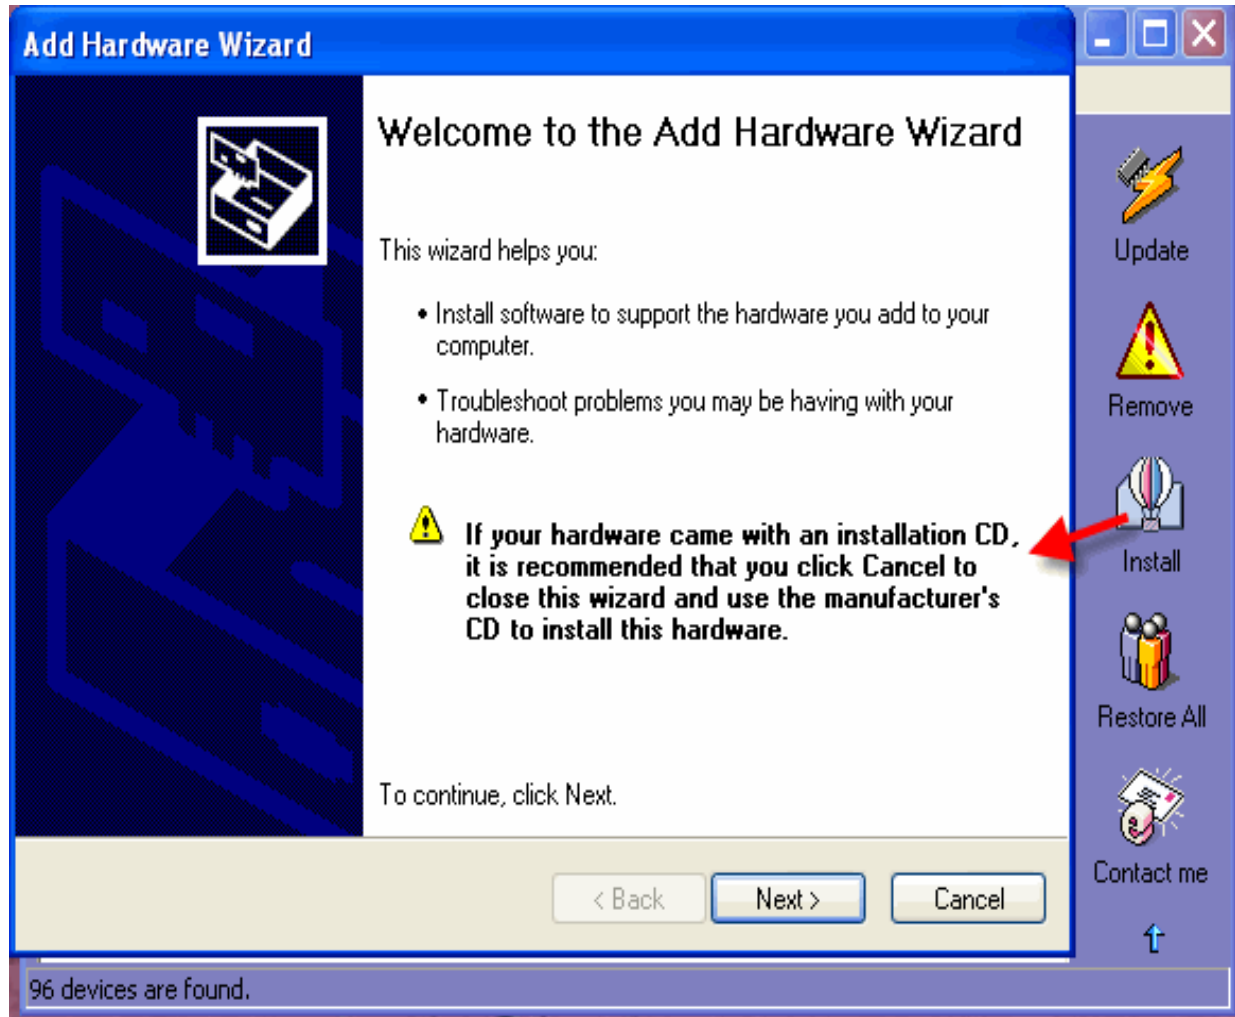 Add Hardware Wizard
Welcome to the Add Hardware Wizard
This wizard helps you:
• Install software to support the hardware you add to your
computer.
• Troubleshoot problems you may be having with your
hardware.
If your hardware came with an installation CD,
it is recommended that you click Cancel to
close this wizard and use the manufacturer's
CD to install this hardware.
To continue, click Next.
< Back
Next >
Cancel
Update
Remove
Install
Restore All
Contact me
96 devices are found.